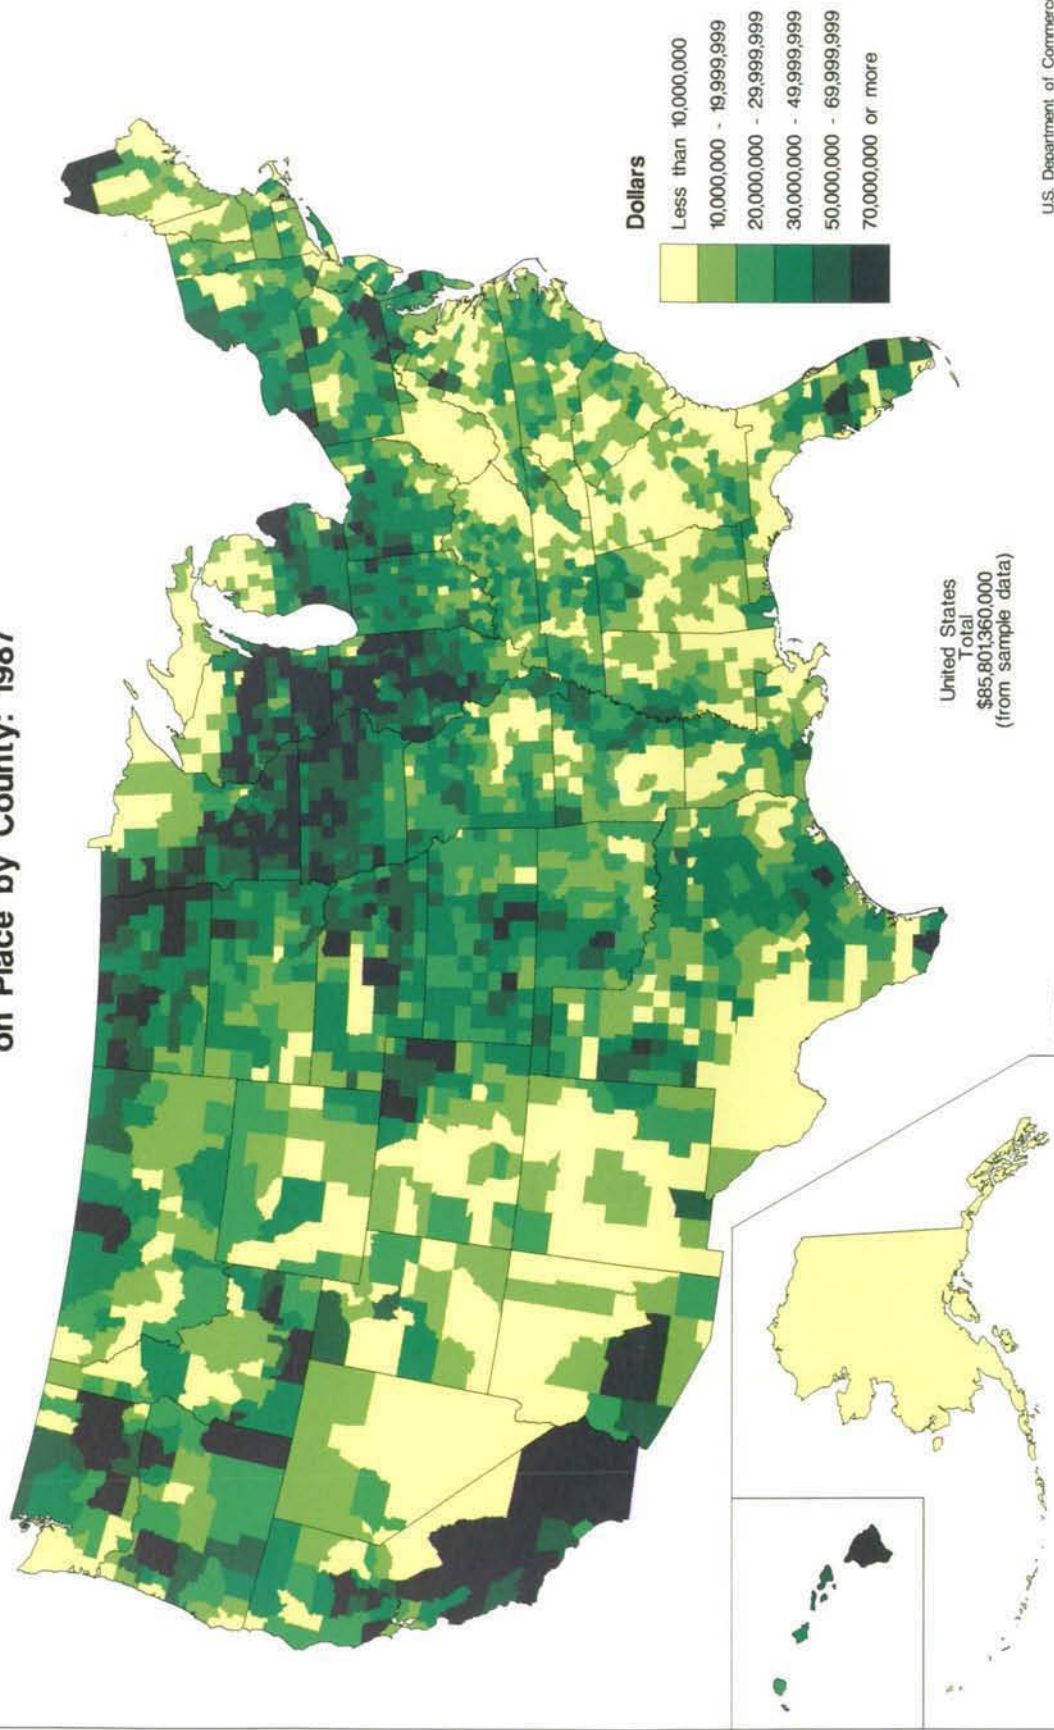 on Place by County: 1987
Dollars
Less than 10,000,000
10,000,000 - 19,999,999
20,000,000 - 29,999,999
30,000,000 - 49,999,999
50,000,000 - 69,999,999
70,000,000 or more
United States
Total
$85,801,360,000
(from sample data)
U.S. Department of Commerce